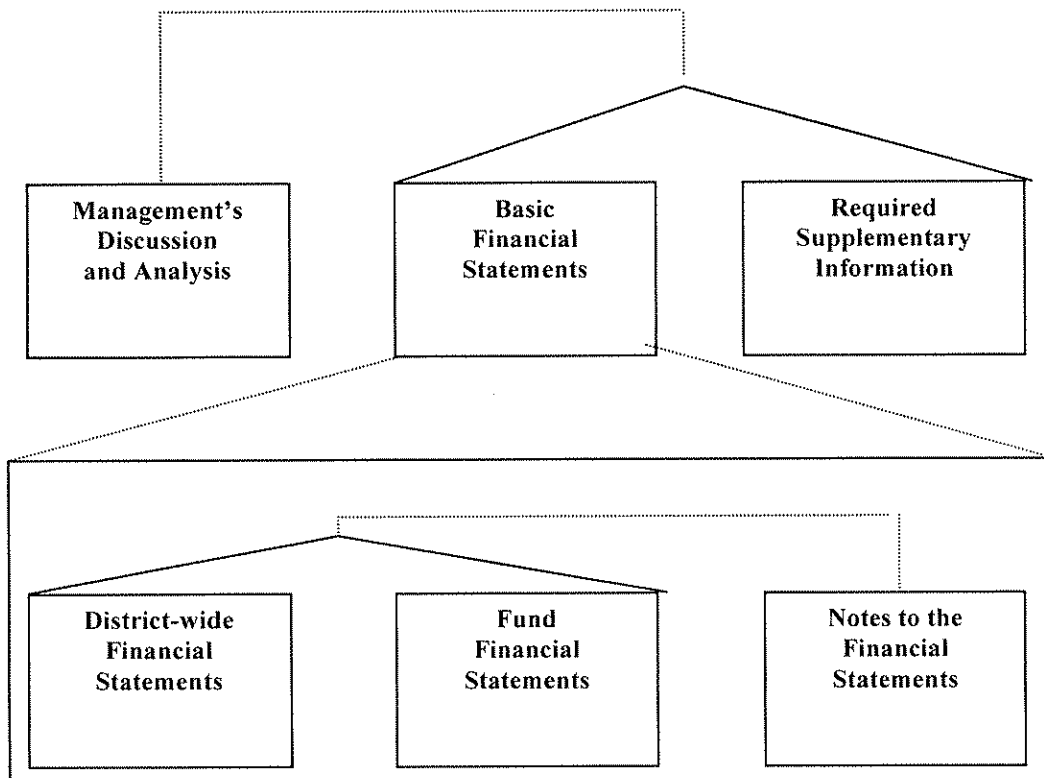 Management's
Discussion
and Analysis
Basic
Financial
Statements
Required
Supplementary
Information
District-wide
Financial
Statements
Fund
Financial
Statements
Notes to the
Financial
Statements